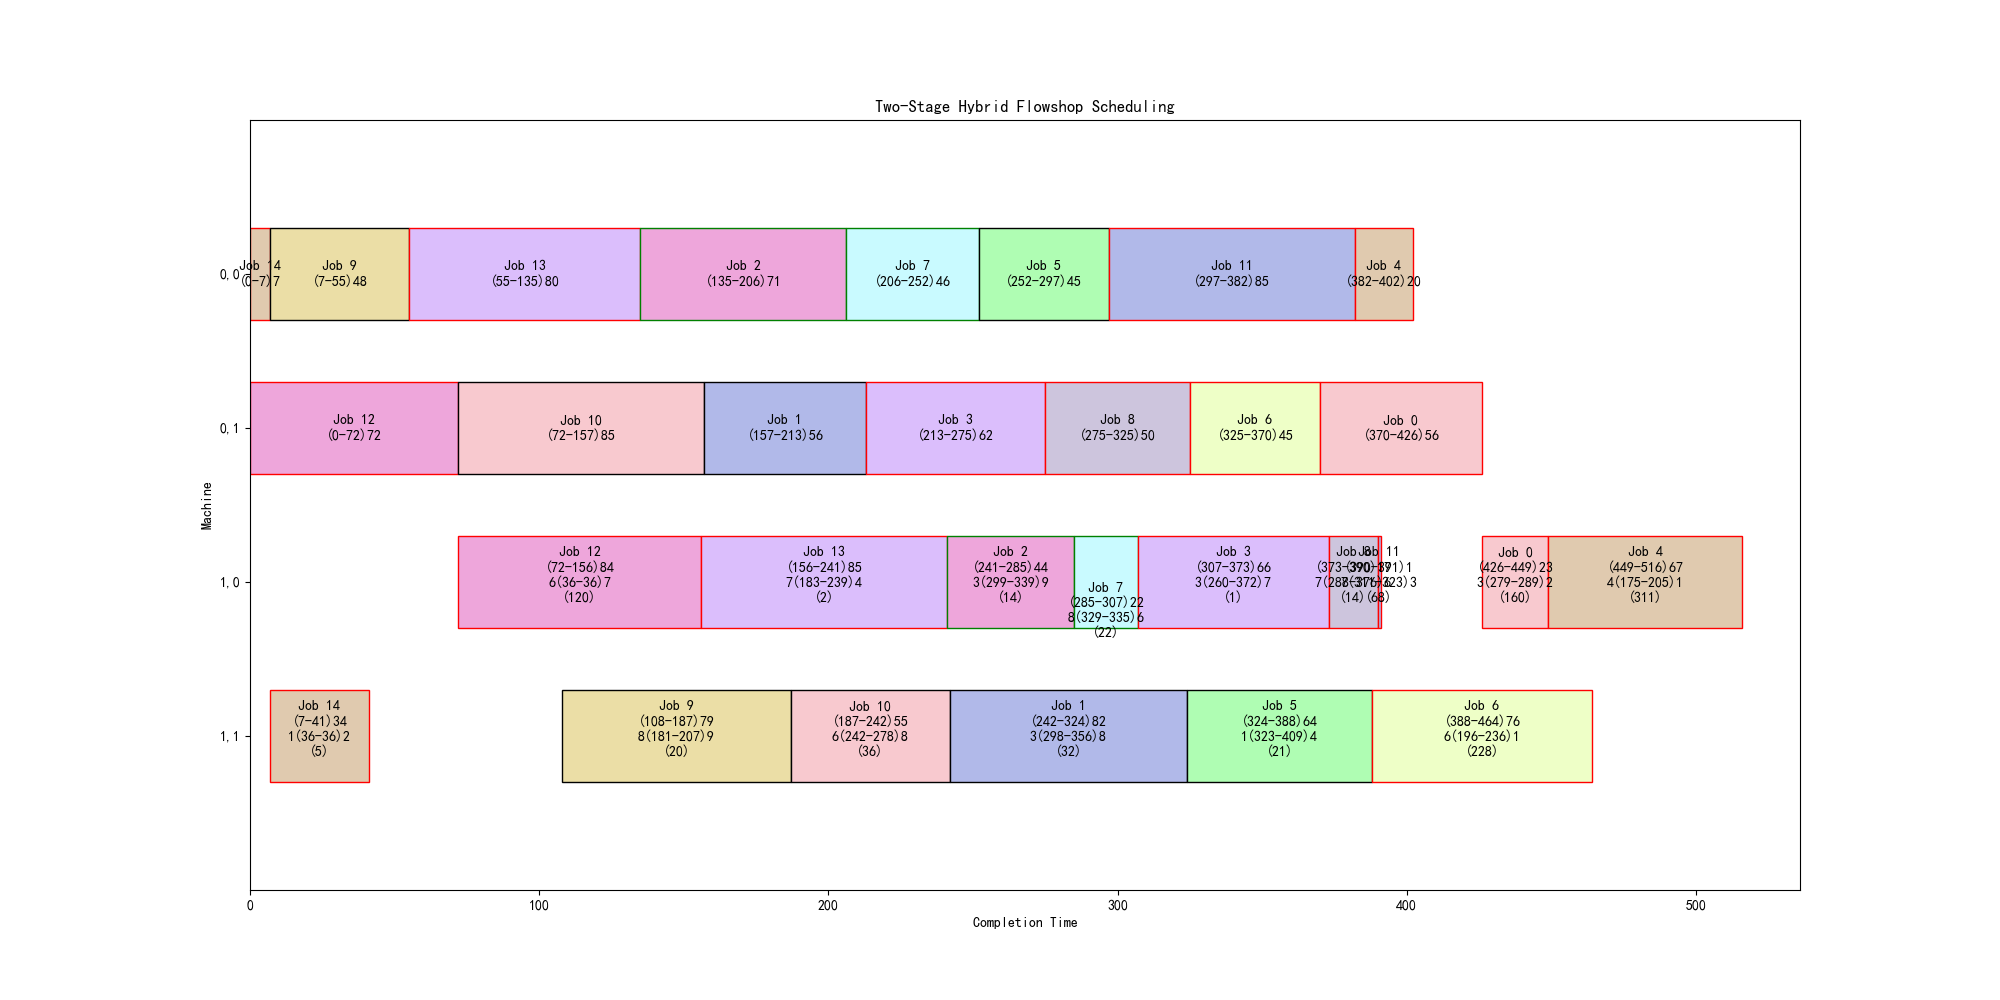 Two-Stage Hybrid Flowshop Scheduling
Machine
0,0
Job 14
(0-7)7
Job 9
(7-55)48
Job 13
(55-135)80
Job 2
(135-206)71
Job 7
(206-252)46
Job 5
(252-297)45
Job 11
(297-382)85
Job 4
(382-402)20
0,1
Job 12
(0-72)72
Job 10
(72-157)85
Job 1
(157-213)56
Job 3
(213-275)62
Job 8
(275-325)50
Job 6
(325-370)45
Job 0
(370-426)56
1,0
Job 12
(72-156)84
6(36-36)7
(120)
Job 13
(156-241)85
7(183-239)4
(2)
Job 2
(241-285)44
3(299-339)9
(14)
Job 7
(285-307)22
8(329-335)6
(22)
Job 3
(307-373)66
3(260-372)7
(1)
Job 8
(373-390)17
(14)
Job 11
(390-391)1
(68)
Job 0
(426-449)23
3(279-289)2
(160)
Job 4
(449-516)67
4(175-205)1
(311)
1,1
Job 14
(7-41)34
1(36-36)2
(5)
Job 9
(108-187)79
8(181-207)9
(20)
Job 10
(187-242)55
6(242-278)8
(36)
Job 1
(242-324)82
3(298-356)8
(32)
Job 5
(324-388)64
1(323-409)4
(21)
Job 6
(388-464)76
6(196-236)1
(228)
0 100 200 300 400 500
Completion Time